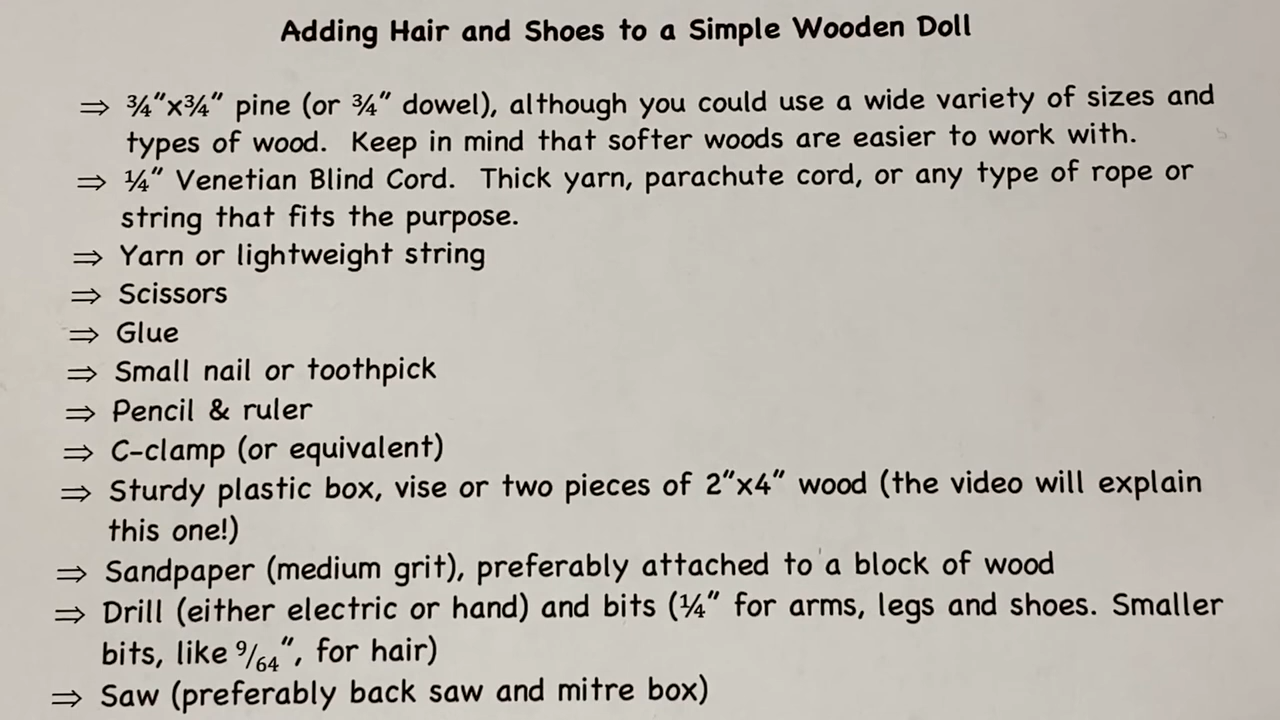 Adding Hair and Shoes to a Simple Wooden Doll
⇒ ¾"x¾" pine (or ¾" dowel), although you could use a wide variety of sizes and
types of wood. Keep in mind that softer woods are easier to work with.
⇒ ¼" Venetian Blind Cord. Thick yarn, parachute cord, or any type of rope or
string that fits the purpose.
⇒ Yarn or lightweight string
⇒ Scissors
⇒ Glue
⇒ Small nail or toothpick
⇒ Pencil & ruler
⇒ C-clamp (or equivalent)
⇒ Sturdy plastic box, vise or two pieces of 2"x4" wood (the video will explain
this one!)
⇒ Sandpaper (medium grit), preferably attached to a block of wood
⇒ Drill (either electric or hand) and bits (¼" for arms, legs and shoes. Smaller
bits, like 9/64", for hair)
⇒ Saw (preferably back saw and mitre box)